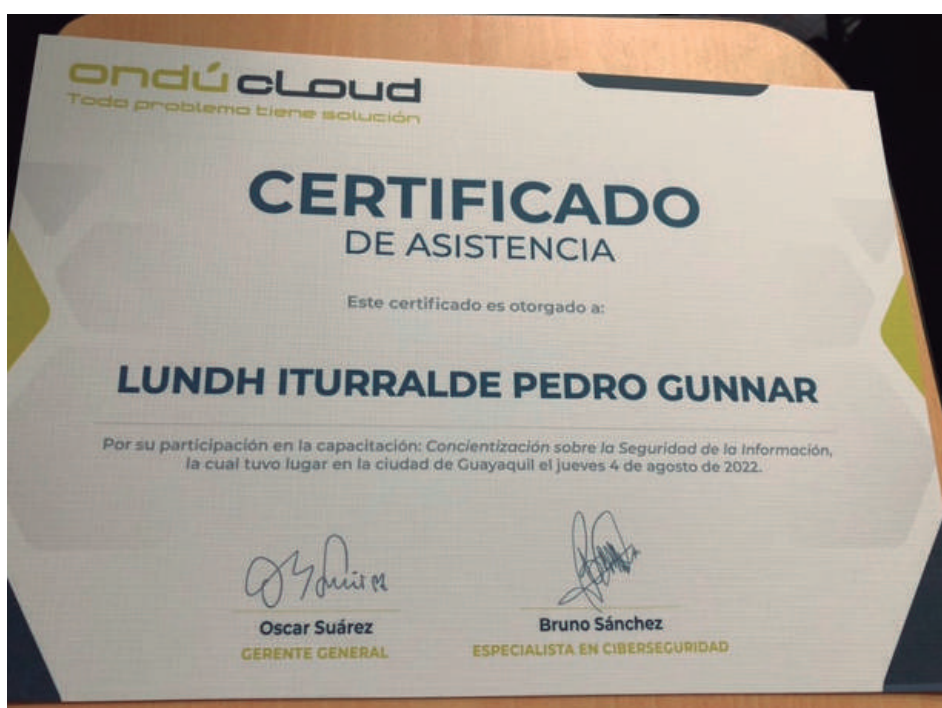 ondú cloud
Todo problema tiene solución
CERTIFICADO
DE ASISTENCIA
Este certificado es otorgado a:
LUNDH ITURRALDE PEDRO GUNNAR
Por su participación en la capacitación: Concientización sobre la Seguridad de la Información,
la cual tuvo lugar en la ciudad de Guayaquil el jueves 4 de agosto de 2022.
Oscar Suárez
GERENTE GENERAL
Bruno Sánchez
ESPECIALISTA EN CIBERSEGURIDAD